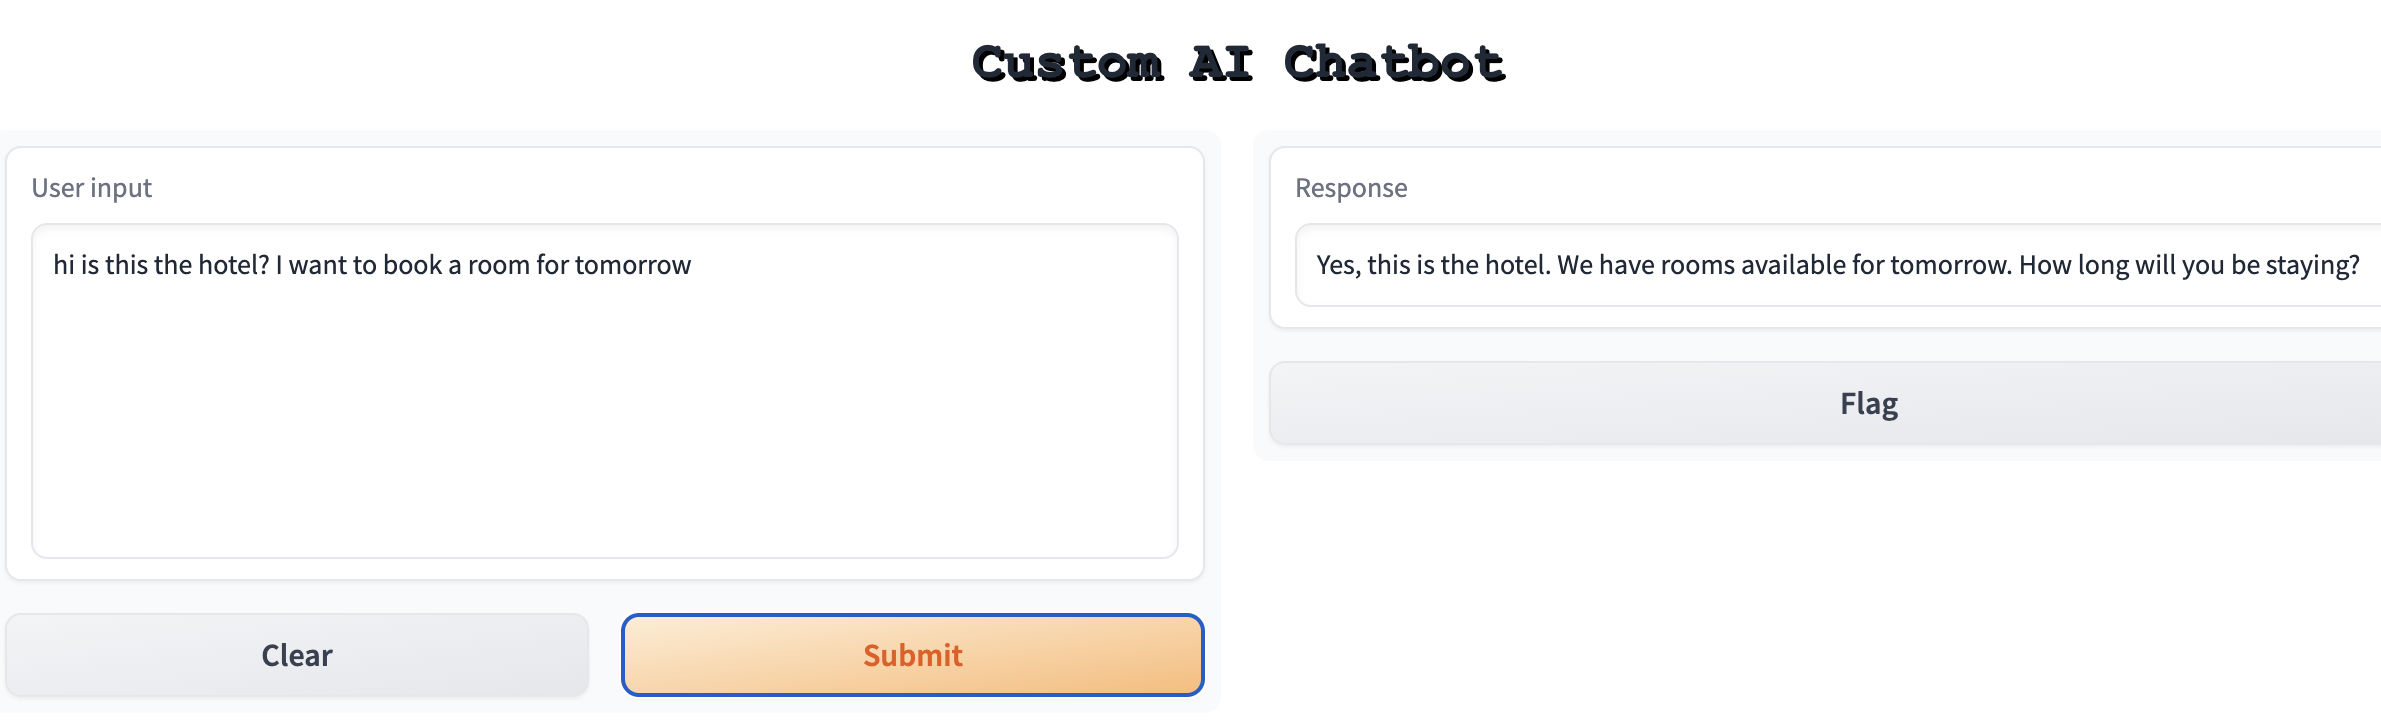 Custom AI Chatbot
User input
hi is this the hotel? I want to book a room for tomorrow
Clear
Submit
Response
Yes, this is the hotel. We have rooms available for tomorrow. How long will you be staying?
Flag